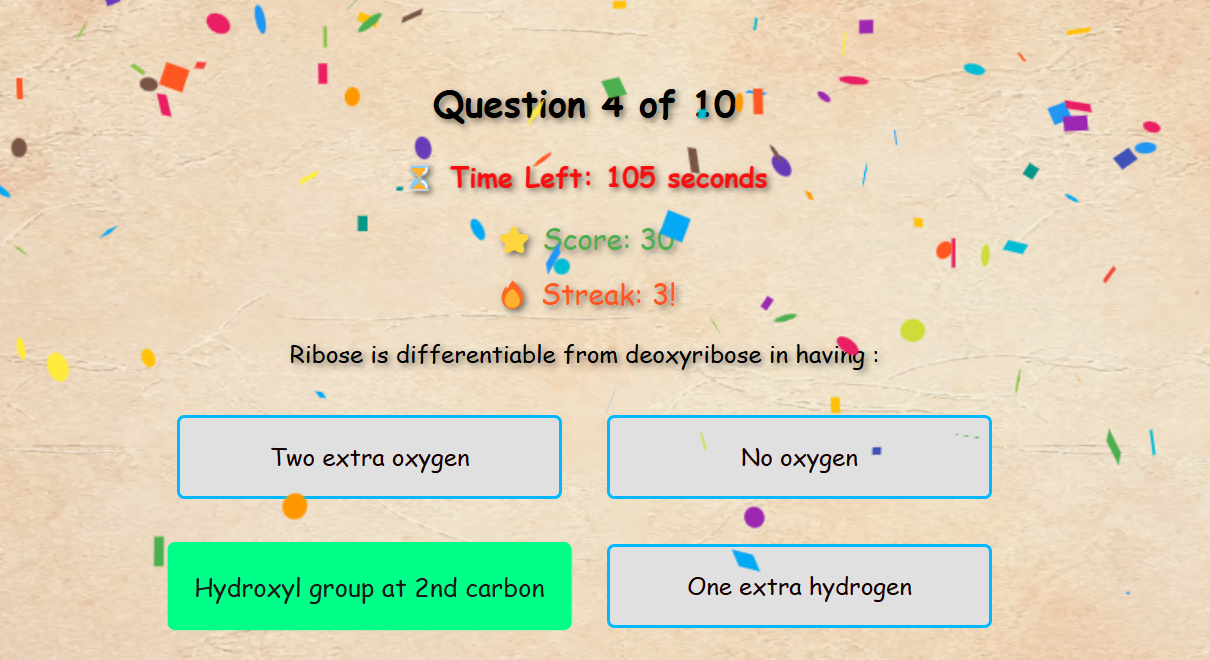 Question 4 of 10
⏳ Time Left: 105 seconds
⭐ Score: 30
🔥 Streak: 3!
Ribose is differentiable from deoxyribose in having :
Two extra oxygen
No oxygen
Hydroxyl group at 2nd carbon
One extra hydrogen